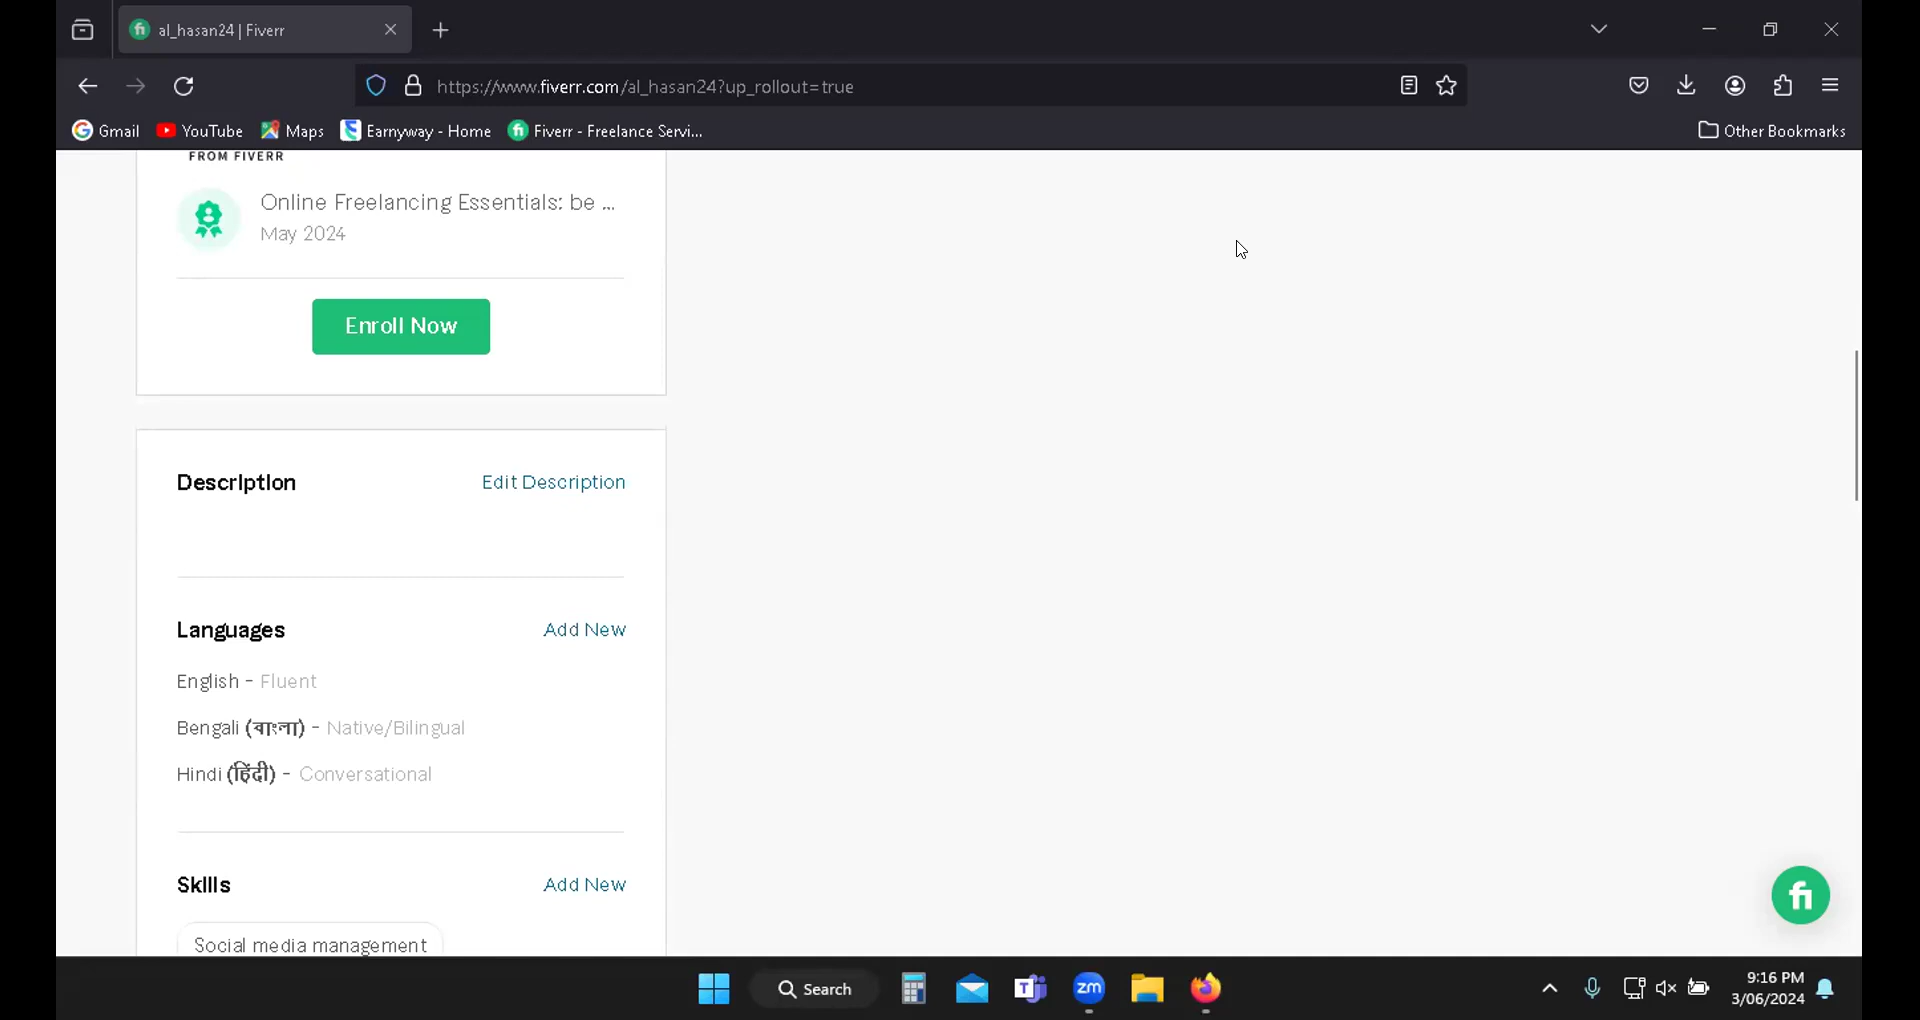 al_hasan24 | Fiverr
https://www.fiverr.com/al_hasan24?up_rollout=true
Gmail YouTube Maps Earnyway - Home Fiverr - Freelance Servi... Other Bookmarks
FROM FIVERR
Online Freelancing Essentials: be ...
May 2024
Enroll Now
Description Edit Description
Languages Add New
English - Fluent
Bengali (বাংলা) - Native/Bilingual
Hindi (हिंदी) - Conversational
Skills Add New
Social media management
fi
Search
zm
9:16 PM
3/06/2024